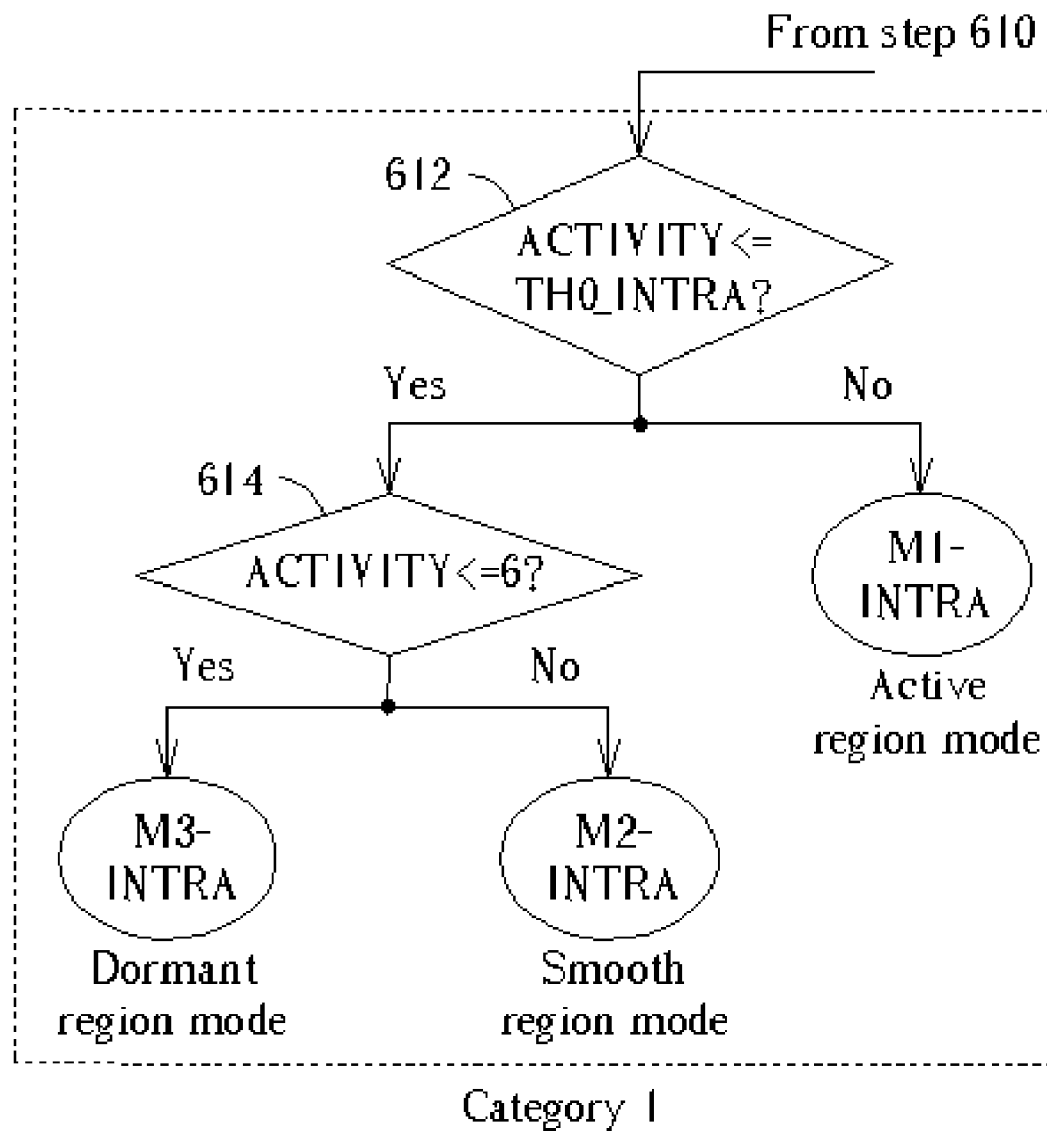 From step 610
612
ACTIVITY<=
TH0_INTRA?
Yes
No
614
ACTIVITY<=6?
M1-
INTRA
Active
region mode
Yes
No
M3-
INTRA
Dormant
region mode
M2-
INTRA
Smooth
region mode
Category 1